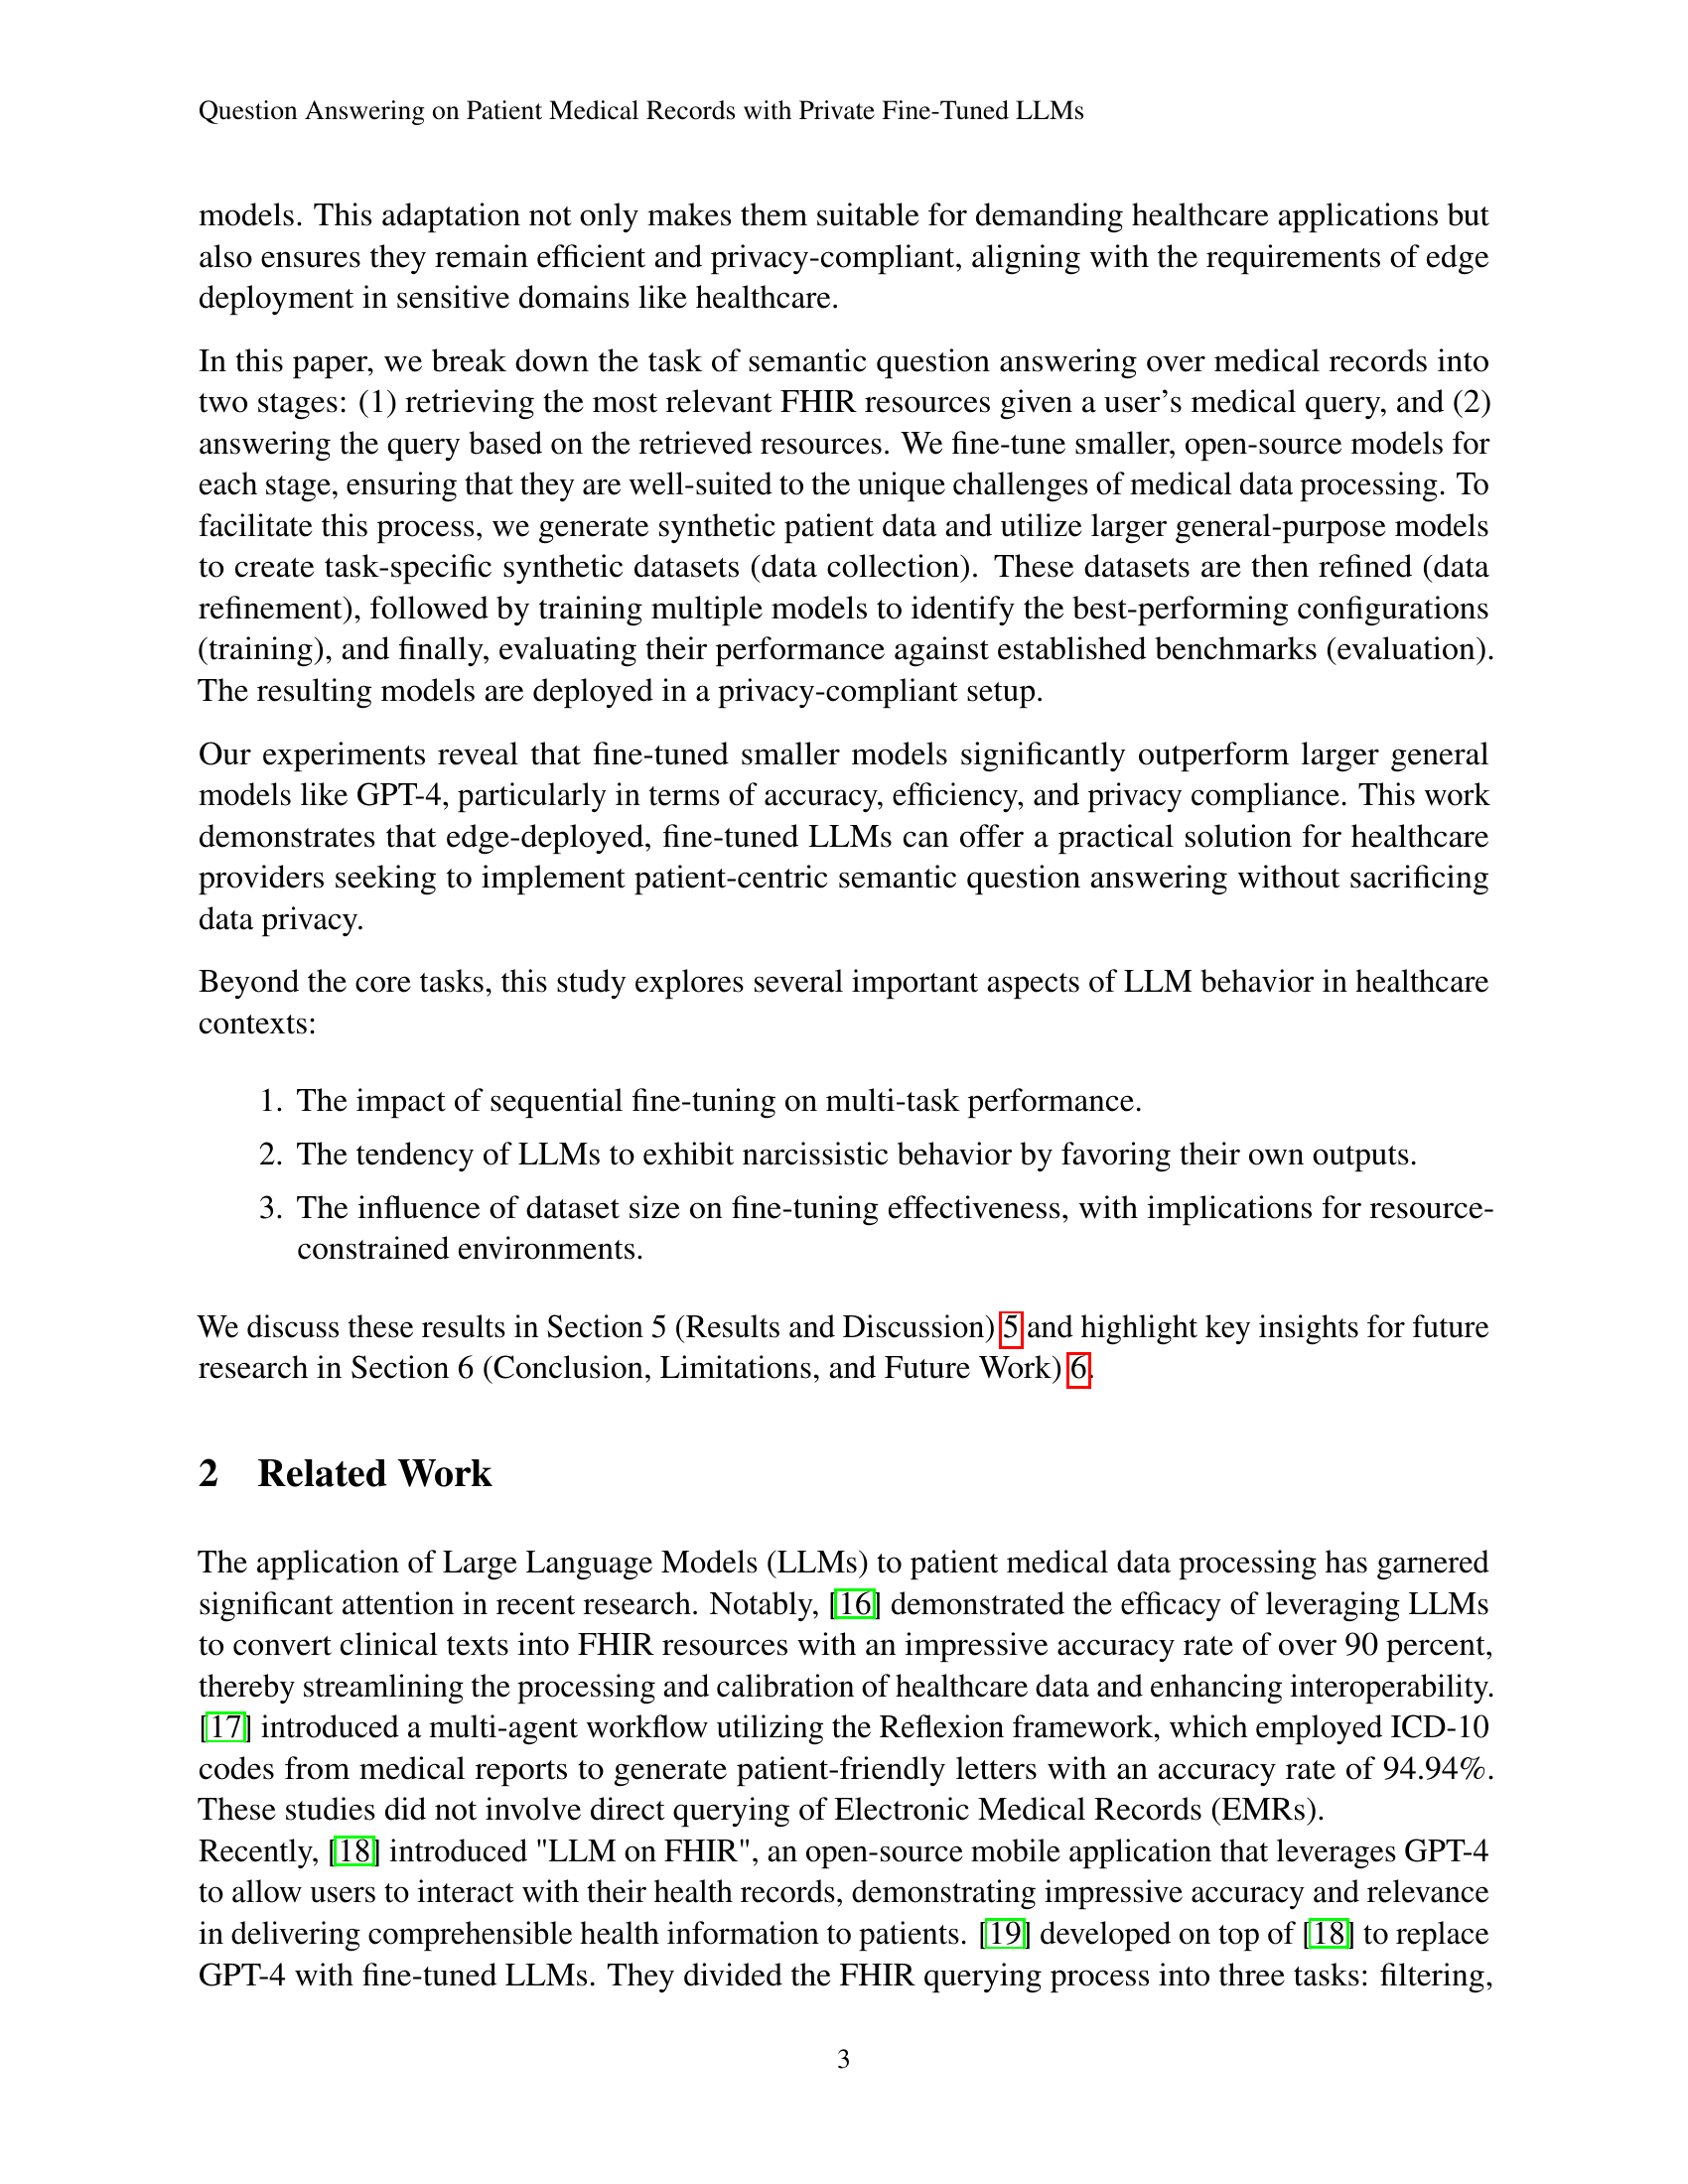 Question Answering on Patient Medical Records with Private Fine-Tuned LLMs
models. This adaptation not only makes them suitable for demanding healthcare applications but
also ensures they remain efficient and privacy-compliant, aligning with the requirements of edge
deployment in sensitive domains like healthcare.
In this paper, we break down the task of semantic question answering over medical records into
two stages: (1) retrieving the most relevant FHIR resources given a user’s medical query, and (2)
answering the query based on the retrieved resources. We fine-tune smaller, open-source models for
each stage, ensuring that they are well-suited to the unique challenges of medical data processing. To
facilitate this process, we generate synthetic patient data and utilize larger general-purpose models
to create task-specific synthetic datasets (data collection). These datasets are then refined (data
refinement), followed by training multiple models to identify the best-performing configurations
(training), and finally, evaluating their performance against established benchmarks (evaluation).
The resulting models are deployed in a privacy-compliant setup.
Our experiments reveal that fine-tuned smaller models significantly outperform larger general
models like GPT-4, particularly in terms of accuracy, efficiency, and privacy compliance. This work
demonstrates that edge-deployed, fine-tuned LLMs can offer a practical solution for healthcare
providers seeking to implement patient-centric semantic question answering without sacrificing
data privacy.
Beyond the core tasks, this study explores several important aspects of LLM behavior in healthcare
contexts:
1. The impact of sequential fine-tuning on multi-task performance.
2. The tendency of LLMs to exhibit narcissistic behavior by favoring their own outputs.
3. The influence of dataset size on fine-tuning effectiveness, with implications for resource-
constrained environments.
We discuss these results in Section 5 (Results and Discussion) 5 and highlight key insights for future
research in Section 6 (Conclusion, Limitations, and Future Work) 6.
2 Related Work
The application of Large Language Models (LLMs) to patient medical data processing has garnered
significant attention in recent research. Notably, [16] demonstrated the efficacy of leveraging LLMs
to convert clinical texts into FHIR resources with an impressive accuracy rate of over 90 percent,
thereby streamlining the processing and calibration of healthcare data and enhancing interoperability.
[17] introduced a multi-agent workflow utilizing the Reflexion framework, which employed ICD-10
codes from medical reports to generate patient-friendly letters with an accuracy rate of 94.94%.
These studies did not involve direct querying of Electronic Medical Records (EMRs).
Recently, [18] introduced "LLM on FHIR", an open-source mobile application that leverages GPT-4
to allow users to interact with their health records, demonstrating impressive accuracy and relevance
in delivering comprehensible health information to patients. [19] developed on top of [18] to replace
GPT-4 with fine-tuned LLMs. They divided the FHIR querying process into three tasks: filtering,
3